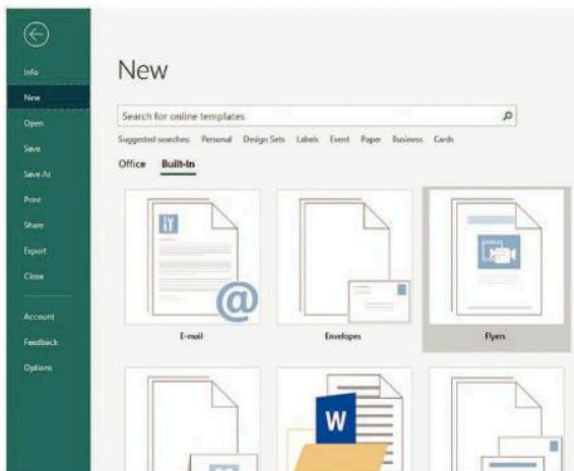 Info
New
Open
Save
Save As
Print
Share
Export
Close
Account
Feedback
Options
New
Search for online templates
Suggested searches: Personal Design Sets Labels Event Paper Business Cards
Office Built-In
E-mail Envelopes Flyers
W